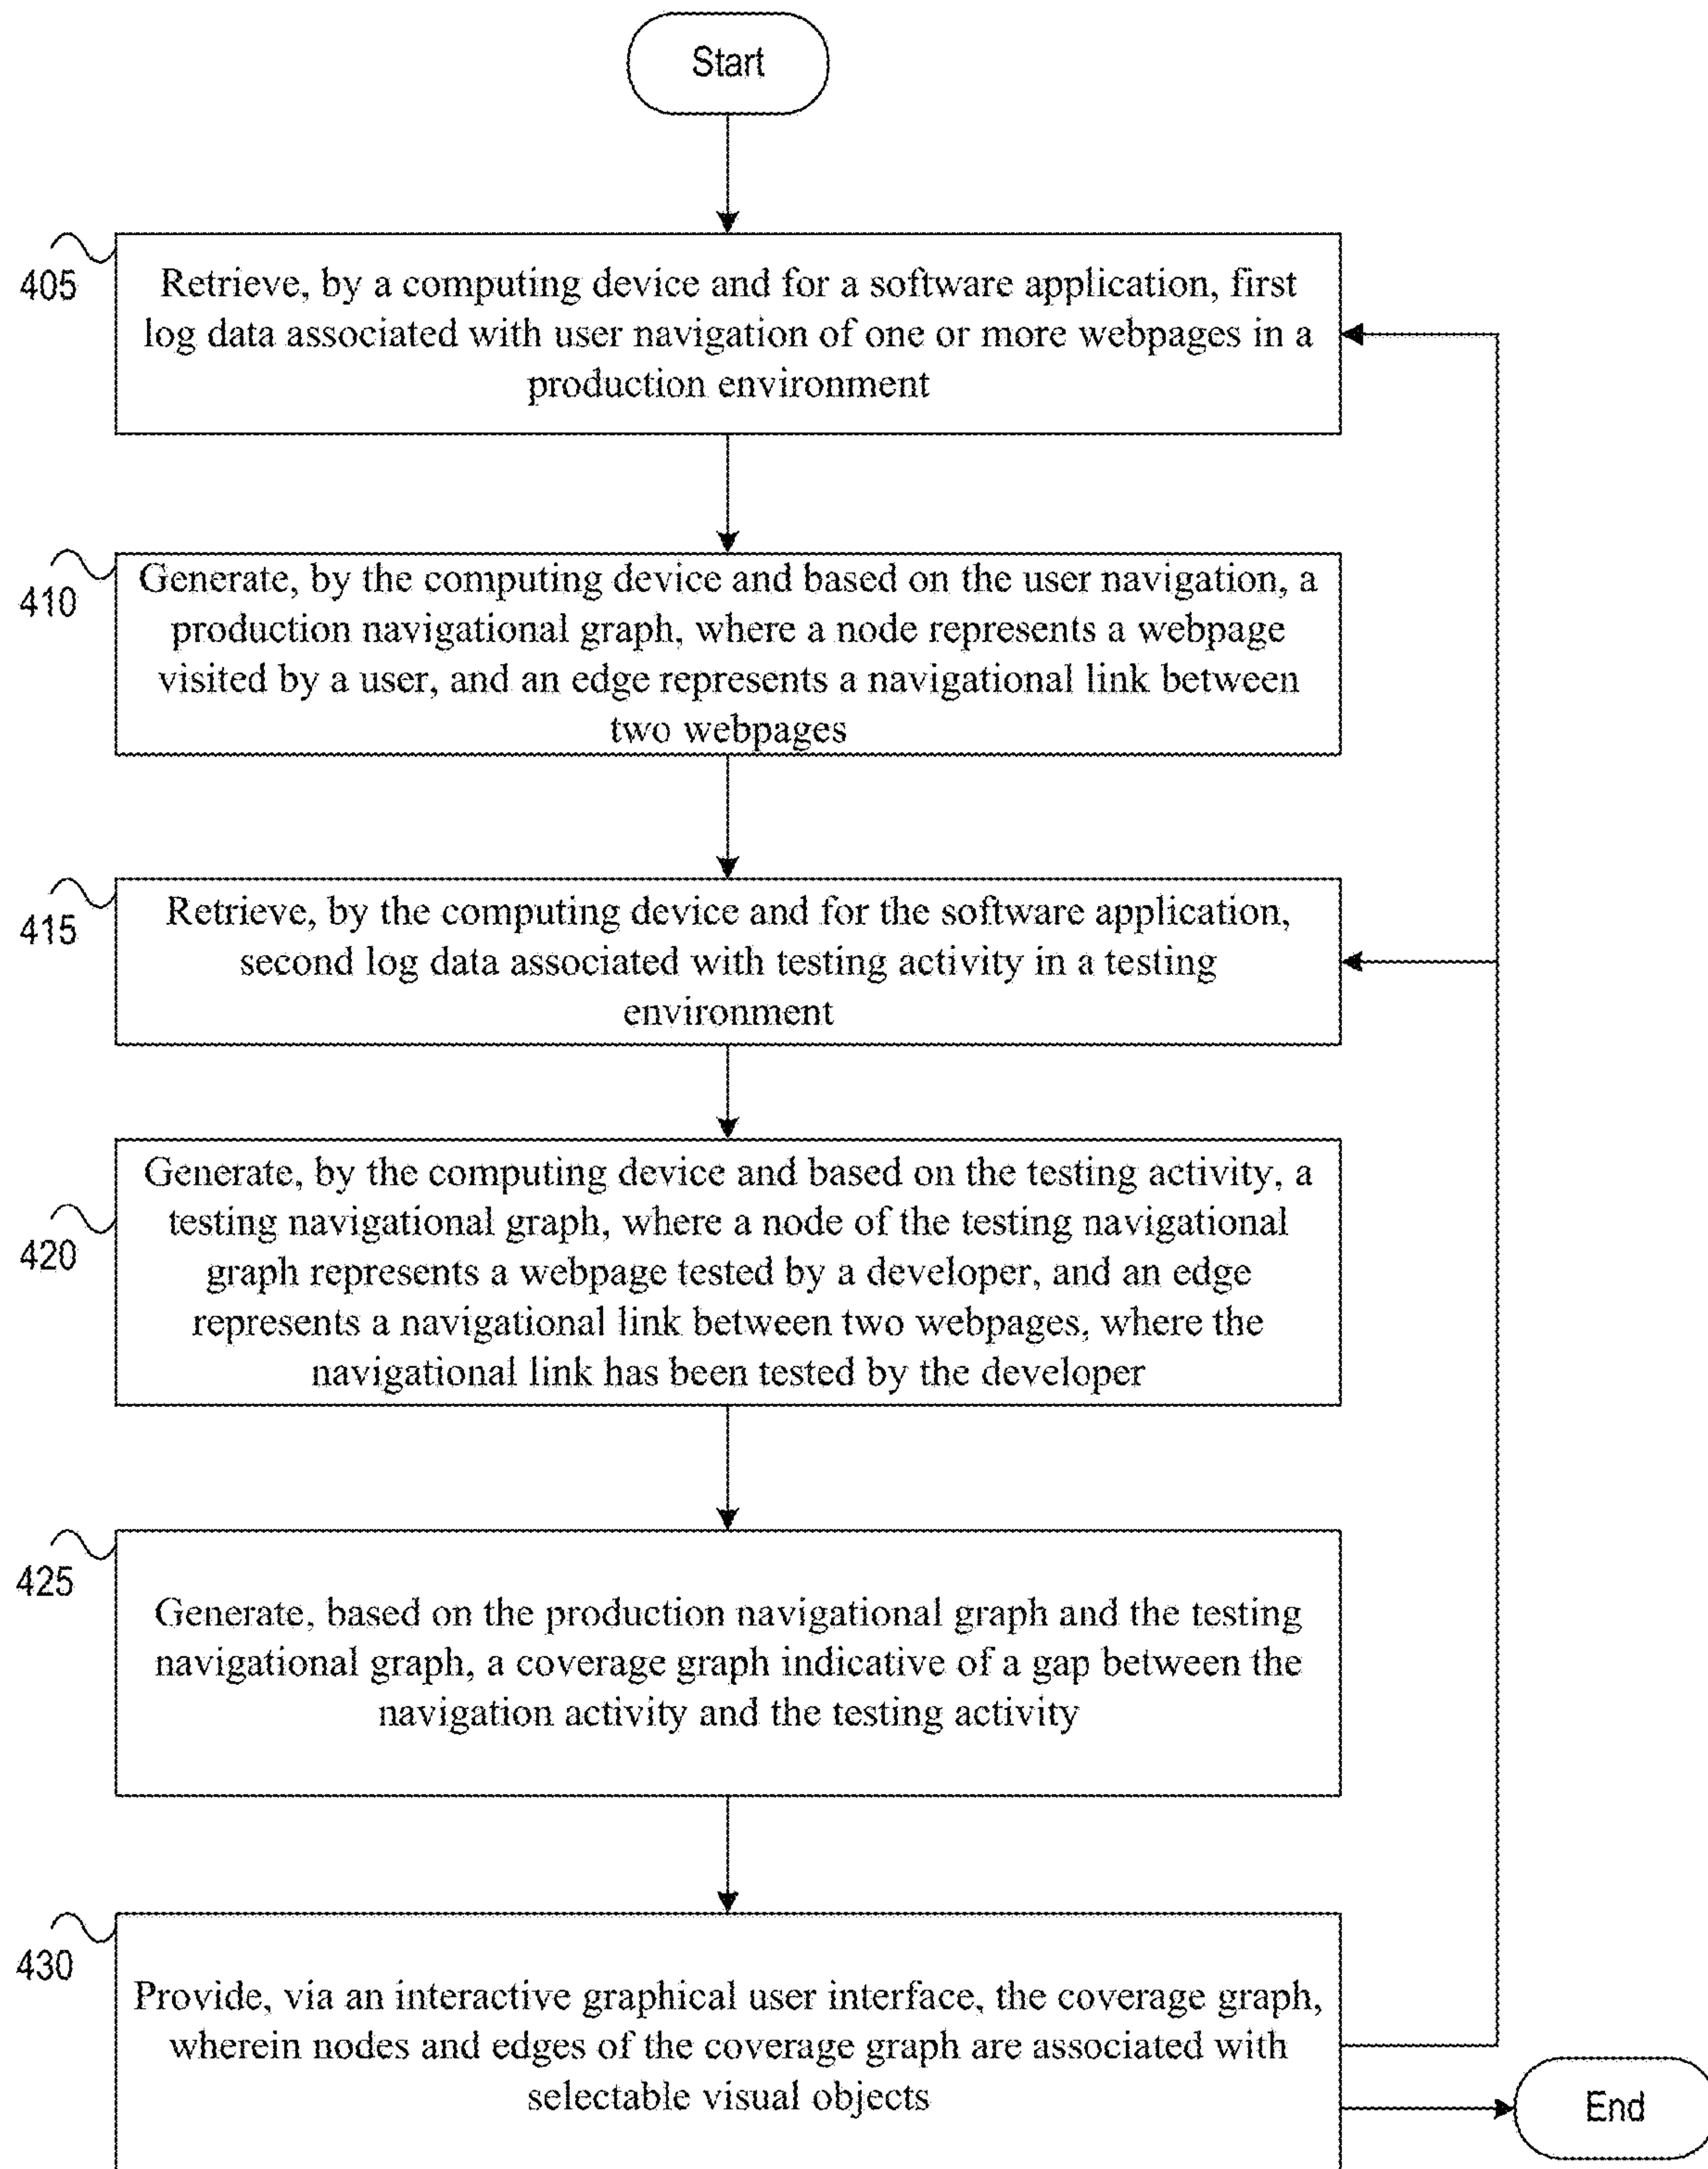 Start
405
Retrieve, by a computing device and for a software application, first
log data associated with user navigation of one or more webpages in a
production environment
410
Generate, by the computing device and based on the user navigation, a
production navigational graph, where a node represents a webpage
visited by a user, and an edge represents a navigational link between
two webpages
415
Retrieve, by the computing device and for the software application,
second log data associated with testing activity in a testing
environment
420
Generate, by the computing device and based on the testing activity, a
testing navigational graph, where a node of the testing navigational
graph represents a webpage tested by a developer, and an edge
represents a navigational link between two webpages, where the
navigational link has been tested by the developer
425
Generate, based on the production navigational graph and the testing
navigational graph, a coverage graph indicative of a gap between the
navigation activity and the testing activity
430
Provide, via an interactive graphical user interface, the coverage graph,
wherein nodes and edges of the coverage graph are associated with
selectable visual objects
End